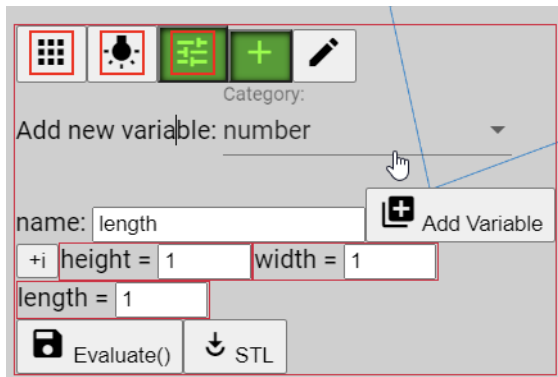 Category:
Add new variable: number
name: length
Add Variable
+i height = 1 width = 1
length = 1
Evaluate() STL